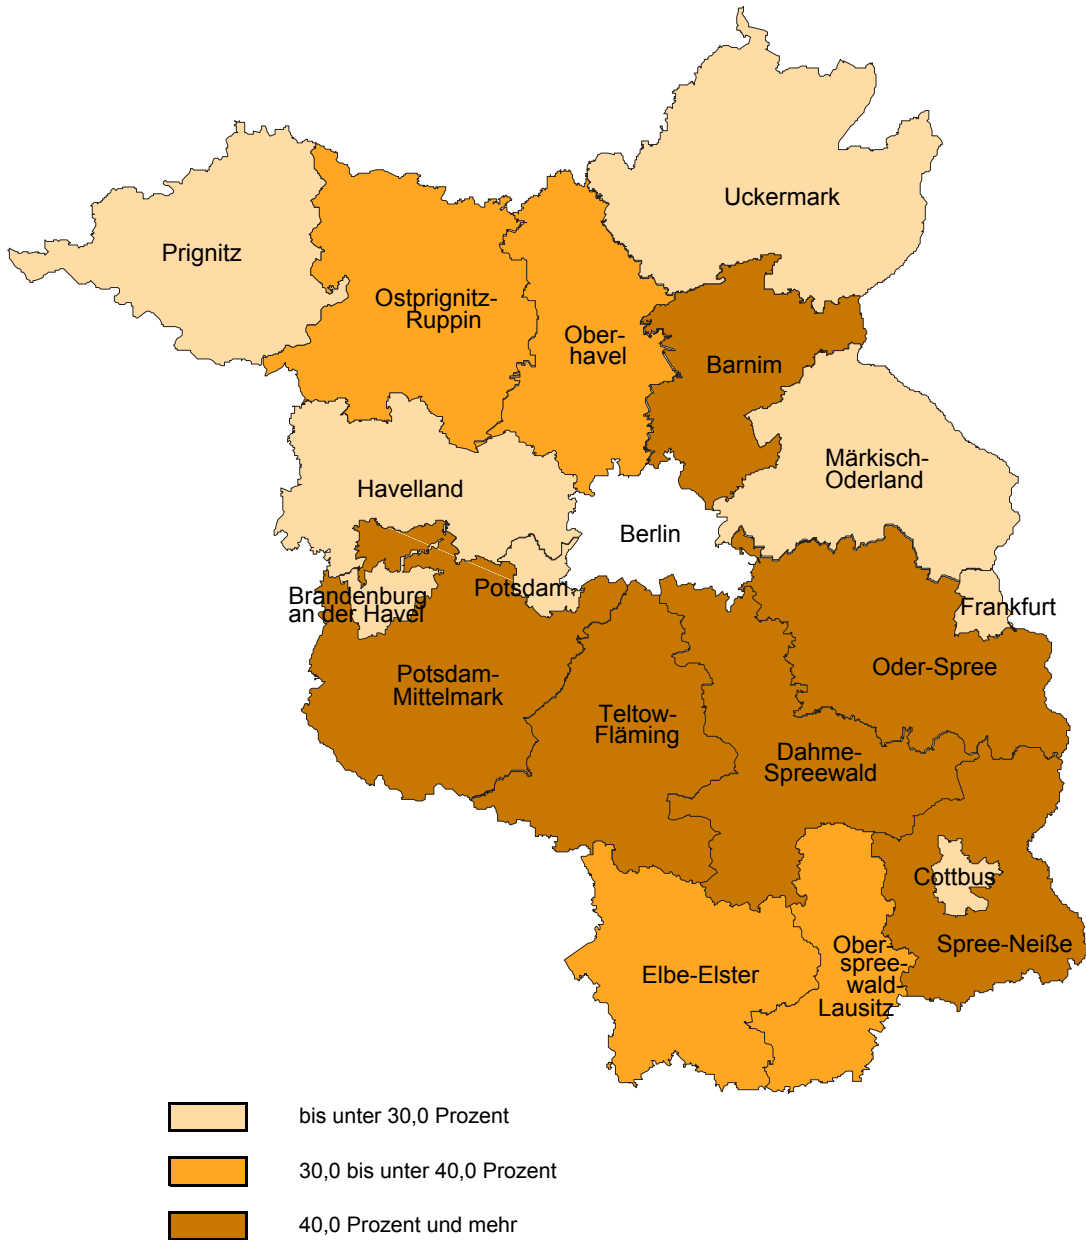 Uckermark
Prignitz
Ostprignitz-
Ruppin
Ober-
havel
Barnim
Märkisch-
Oderland
Havelland
Berlin
Potsdam
Brandenburg
an der Havel
Frankfurt
Oder-Spree
Potsdam-
Mittelmark
Teltow-
Fläming
Dahme-
Spreewald
Cottbus
Spree-Neiße
Ober-
spree-
wald-
Lausitz
Elbe-Elster
bis unter 30,0 Prozent
30,0 bis unter 40,0 Prozent
40,0 Prozent und mehr